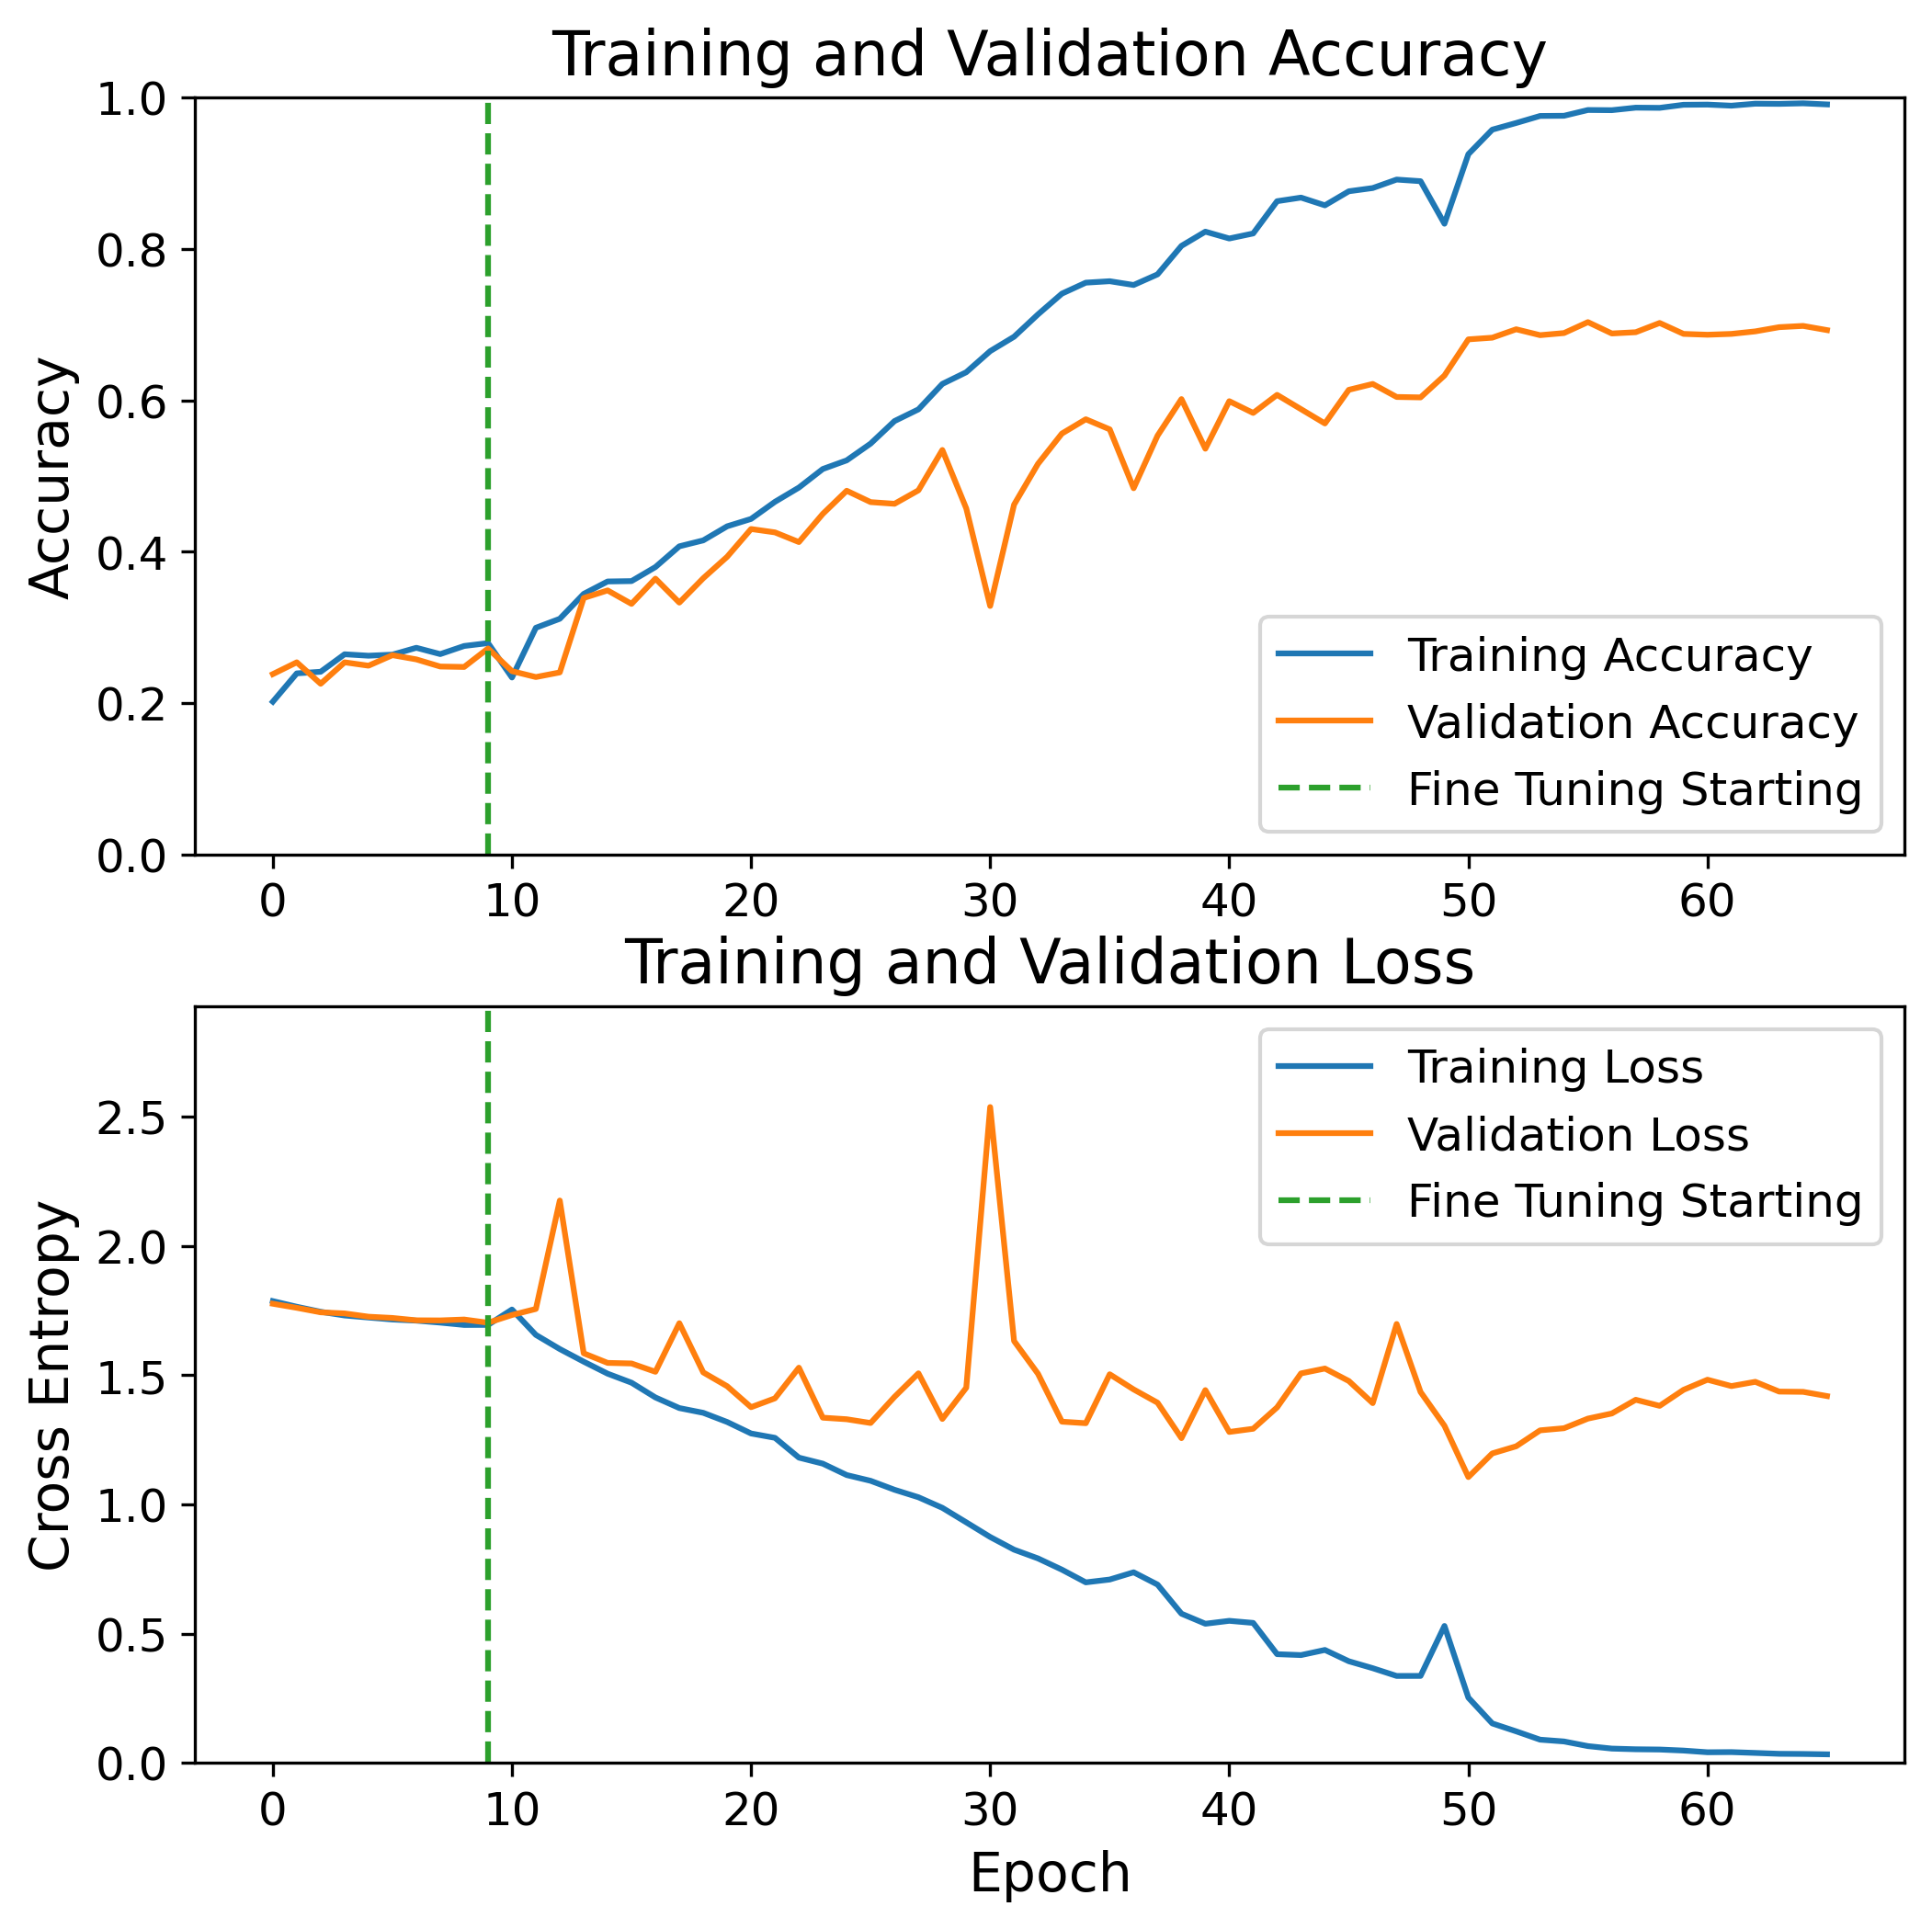 Training and Validation Accuracy
Accuracy
1.0
0.8
0.6
0.4
0.2
0.0
0 10 20 30 40 50 60
Training Accuracy
Validation Accuracy
Fine Tuning Starting
Training and Validation Loss
Cross Entropy
2.5
2.0
1.5
1.0
0.5
0.0
Training Loss
Validation Loss
Fine Tuning Starting
0 10 20 30 40 50 60
Epoch